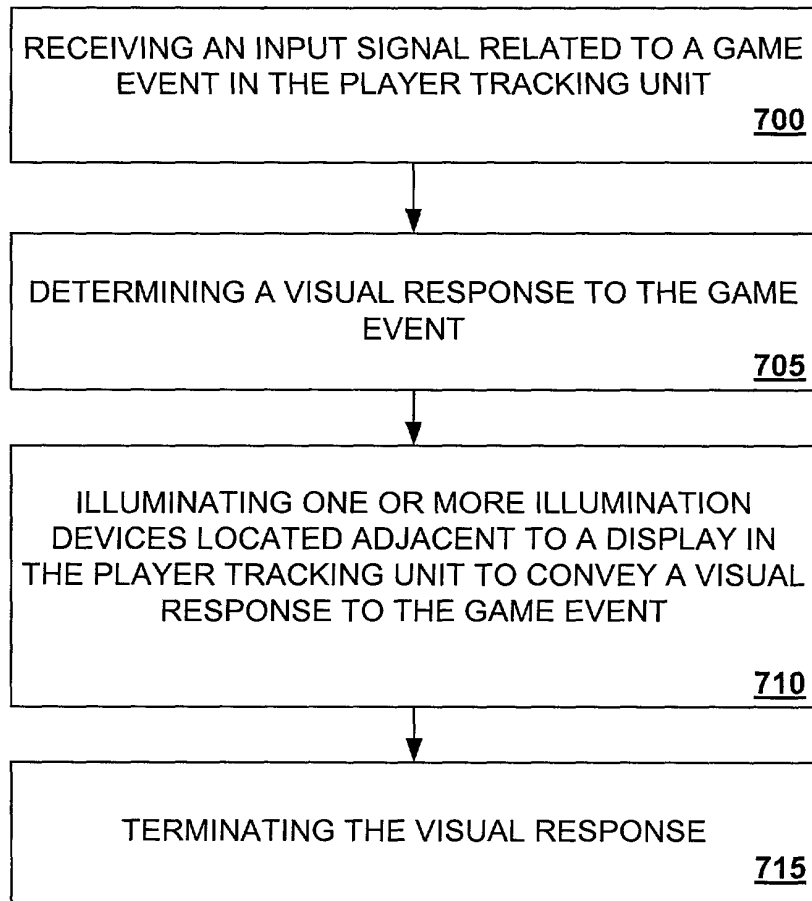 RECEIVING AN INPUT SIGNAL RELATED TO A GAME
EVENT IN THE PLAYER TRACKING UNIT
700
DETERMINING A VISUAL RESPONSE TO THE GAME
EVENT
705
ILLUMINATING ONE OR MORE ILLUMINATION
DEVICES LOCATED ADJACENT TO A DISPLAY IN
THE PLAYER TRACKING UNIT TO CONVEY A VISUAL
RESPONSE TO THE GAME EVENT
710
TERMINATING THE VISUAL RESPONSE
715